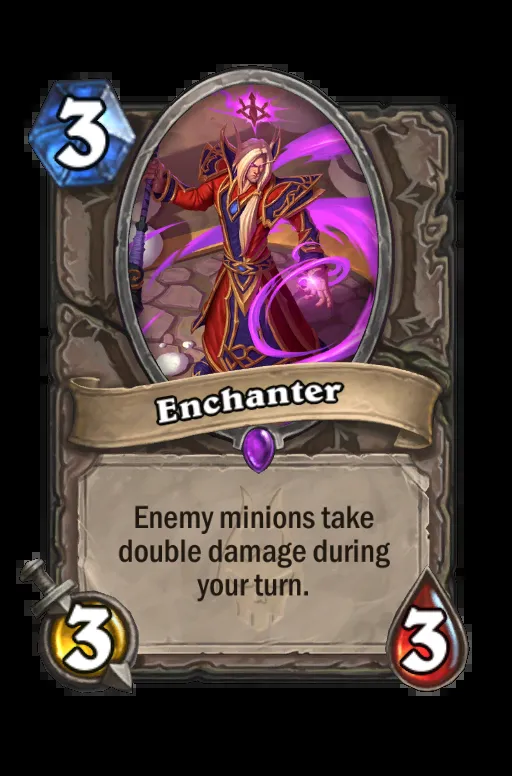 3
Enchanter
Enemy minions take
double damage during
your turn.
3
3